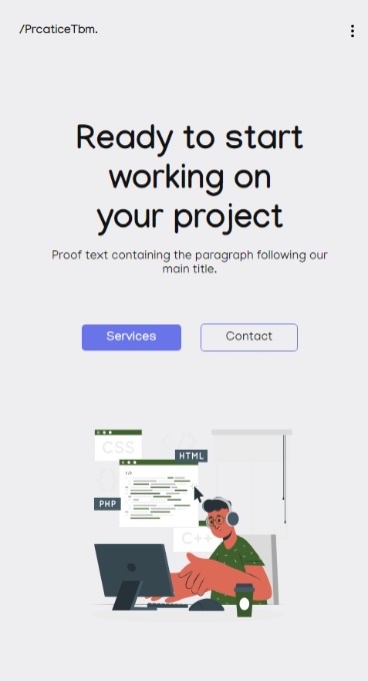 /PrcaticeTbm.
Ready to start
working on
your project
Proof text containing the paragraph following our
main title.
Services
Contact
CSS
</>
HTML
</>
{}
PHP
C++